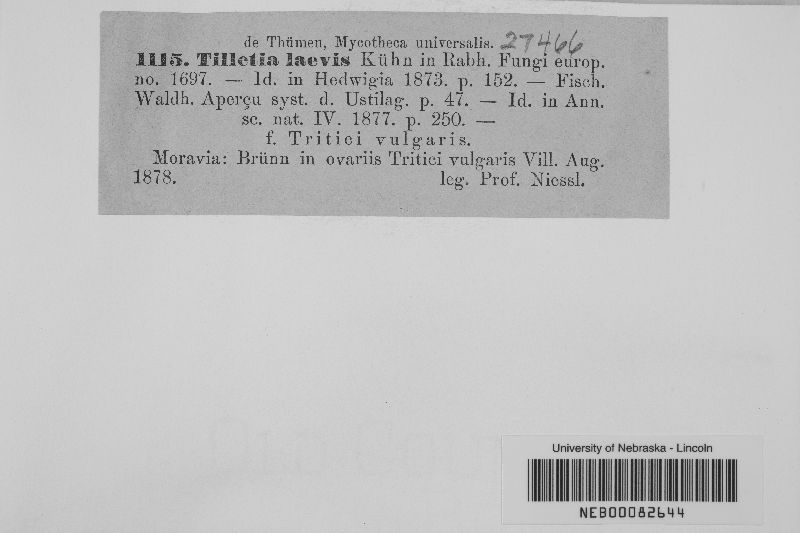 de Thümen, Mycotheca universalis. 27466
1115. Tilletia laevis Kühn in Rabh. Fungi europ.
no. 1697. — Id. in Hedwigia 1873. p. 152. — Fisch.
Waldh. Aperçu syst. d. Ustilag. p. 47. — Id. in Ann.
sc. nat. IV. 1877. p. 250. —
f. Tritici vulgaris.
Moravia: Brünn in ovariis Tritici vulgaris Vill. Aug.
1878. leg. Prof. Niessl.
University of Nebraska - Lincoln
NEB00082644